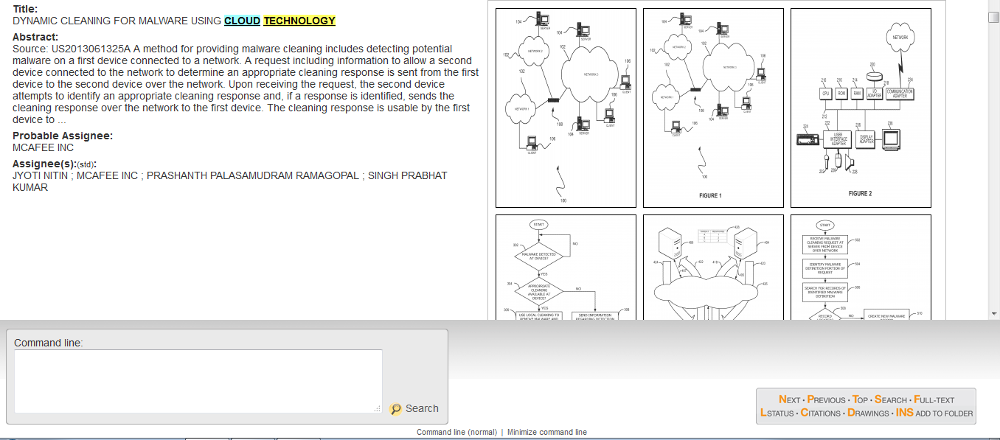 Title:
DYNAMIC CLEANING FOR MALWARE USING CLOUD TECHNOLOGY
Abstract:
Source: US2013061325A A method for providing malware cleaning includes detecting potential
malware on a first device connected to a network. A request including information to allow a second
device connected to the network to determine an appropriate cleaning response is sent from the first
device to the second device over the network. Upon receiving the request, the second device
attempts to identify an appropriate cleaning response and, if a response is identified, sends the
cleaning response over the network to the first device. The cleaning response is usable by the first
device to ...
Probable Assignee:
MCAFEE INC
Assignee(s):(std):
JYOTI NITIN ; MCAFEE INC ; PRASHANTH PALASAMUDRAM RAMAGOPAL ; SINGH PRABHAT
KUMAR
104
SERVER
104
SERVER
NETWORK 2
102
102
NETWORK 3
106
CLIENT
102
106
NETWORK 1
108
CLIENT
104
SERVER
106
CLIENT
100
104
SERVER
104
SERVER
NETWORK 2
102
102
NETWORK 3
106
CLIENT
102
106
NETWORK 1
108
CLIENT
104
SERVER
106
CLIENT
100
FIGURE 1
NETWORK
220
210
216
214
218
234
CPU
ROM
RAM
I/O
ADAPTER
COMMUNICATION
ADAPTER
212
222
236
238
224
USER
INTERFACE
ADAPTER
DISPLAY
ADAPTER
232
226
228
FIGURE 2
START
302
NO
MALWARE DETECTED
AT DEVICE?
YES
304
APPROPRIATE
CLEANING
AVAILABLE AT
DEVICE?
NO
YES
USE LOCAL CLEANING TO
REMOVE MALWARE AND
SEND INFORMATION
REGARDING DETECTION
START
RECEIVE MALWARE
CLEANING REQUEST AT
SERVER FROM DEVICE
OVER NETWORK
502
IDENTIFY MALWARE
DEFINITION PORTION OF
REQUEST
504
SEARCH FOR RECORDS OF
IDENTIFIED MALWARE
DEFINITION
506
508
RECORD
NO
CREATE NEW MALWARE
510
Command line:
Search
NEXT · PREVIOUS · TOP · SEARCH · FULL-TEXT
LSTATUS · CITATIONS · DRAWINGS · INS ADD TO FOLDER
Command line (normal) | Minimize command line